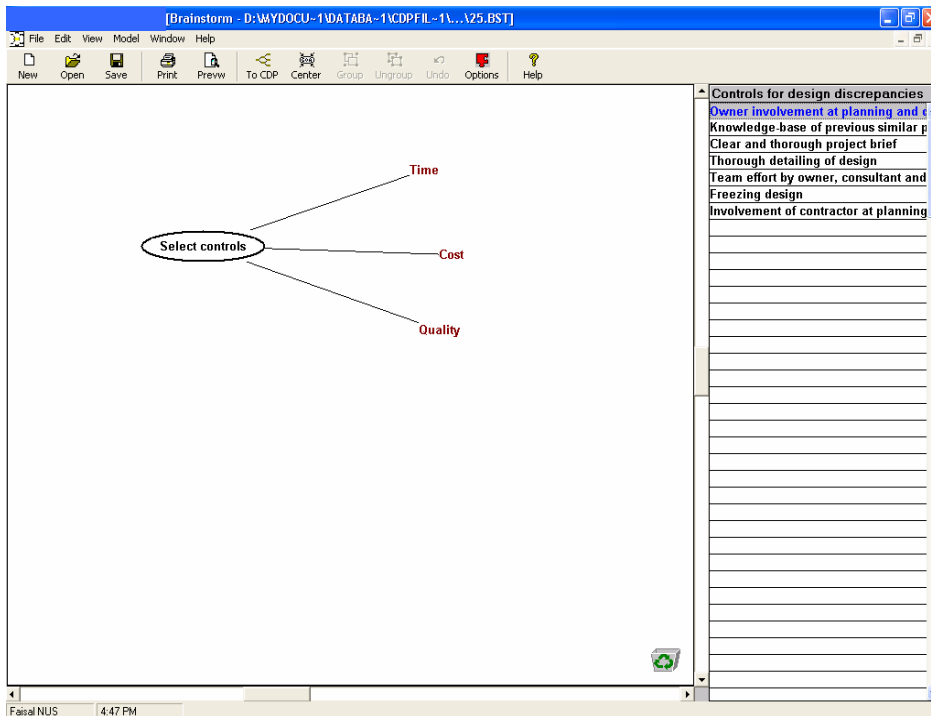 [Brainstorm - D:\MYDOCU~1\DATABA~1\CDPFIL~1\...\25.BST]
File Edit View Model Window Help
New Open Save Print Prevw To CDP Center Group Ungroup Undo Options Help
Controls for design discrepancies
Owner involvement at planning and
Knowledge-base of previous similar
Clear and thorough project brief
Thorough detailing of design
Team effort by owner, consultant and
Freezing design
Involvement of contractor at planning
Time
Select controls
Cost
Quality
Faisal NUS 4:47 PM